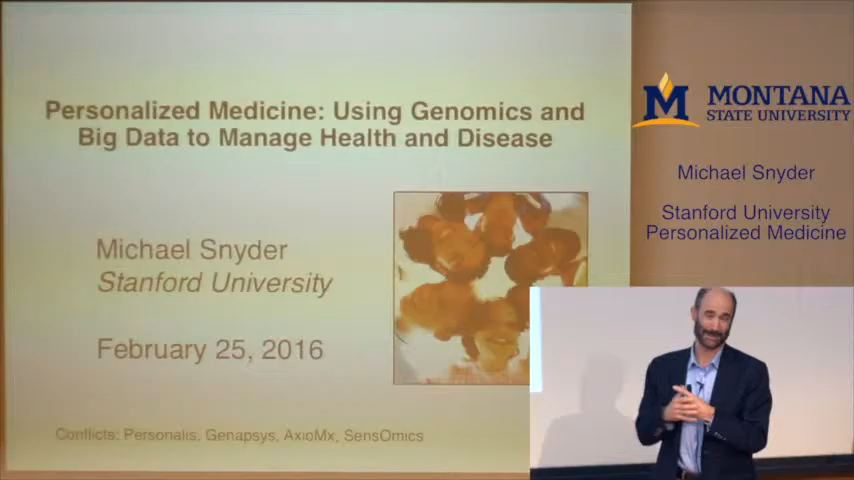 Personalized Medicine: Using Genomics and
Big Data to Manage Health and Disease
Michael Snyder
Stanford University
February 25, 2016
Conflicts: Personalis, Genapsys, AxioMx, SensOmics
M MONTANA
STATE UNIVERSITY
Michael Snyder
Stanford University
Personalized Medicine